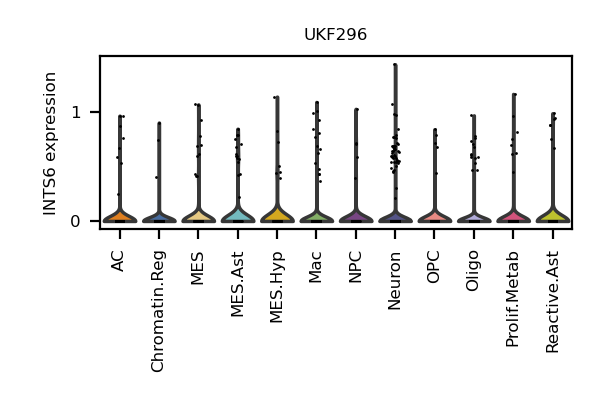 UKF296
INTS6 expression
1
0
AC
Chromatin.Reg
MES
MES.Ast
MES.Hyp
Mac
NPC
Neuron
OPC
Oligo
Prolif.Metab
Reactive.Ast